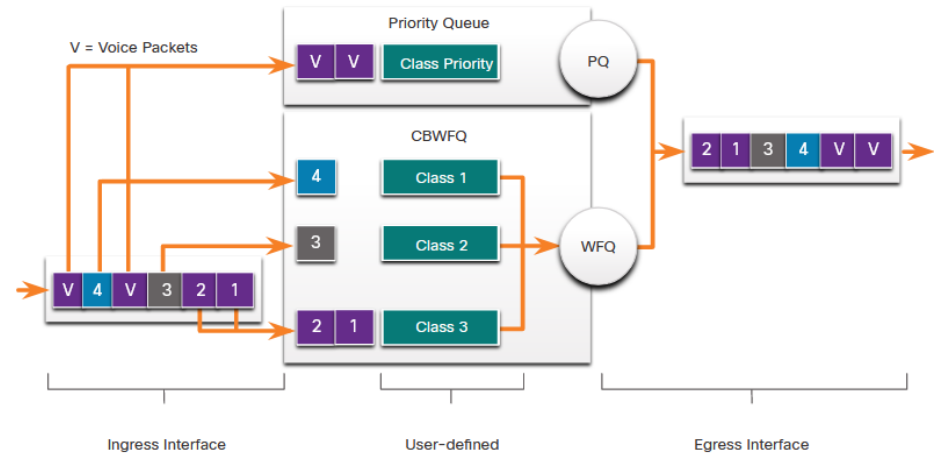 Priority Queue
V = Voice Packets
V V Class Priority
PQ
CBWFQ
2 1 3 4 V V
4 Class 1
3 Class 2
WFQ
V 4 V 3 2 1
2 1 Class 3
Ingress Interface
User-defined
Egress Interface